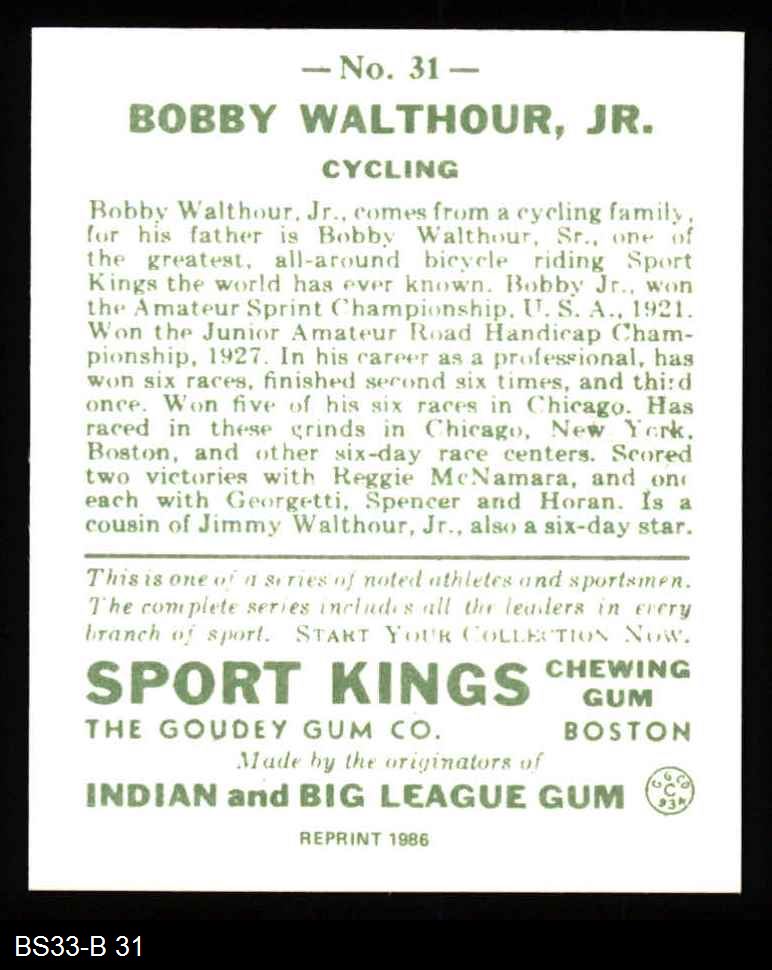 — No. 31 —
BOBBY WALTHOUR, JR.
CYCLING
Bobby Walthour, Jr., comes from a cycling family,
for his father is Bobby Walthour, Sr., one of
the greatest, all-around bicycle riding Sport
Kings the world has ever known. Bobby Jr., won
the Amateur Sprint Championship, U. S. A., 1921.
Won the Junior Amateur Road Handicap Cham-
pionship, 1927. In his career as a professional, has
won six races, finished second six times, and third
once. Won five of his six races in Chicago. Has
raced in these grinds in Chicago, New York,
Boston, and other six-day race centers. Scored
two victories with Reggie McNamara, and one
each with Georgetti, Spencer and Horan. Is a
cousin of Jimmy Walthour, Jr., also a six-day star.
This is one of a series of noted athletes and sportsmen.
The complete series includes all the leaders in every
branch of sport. START YOUR COLLECTION NOW.
SPORT KINGS CHEWING GUM
THE GOUDEY GUM CO. BOSTON
Made by the originators of
INDIAN and BIG LEAGUE GUM
G G CO
C
934
REPRINT 1986
BS33-B 31